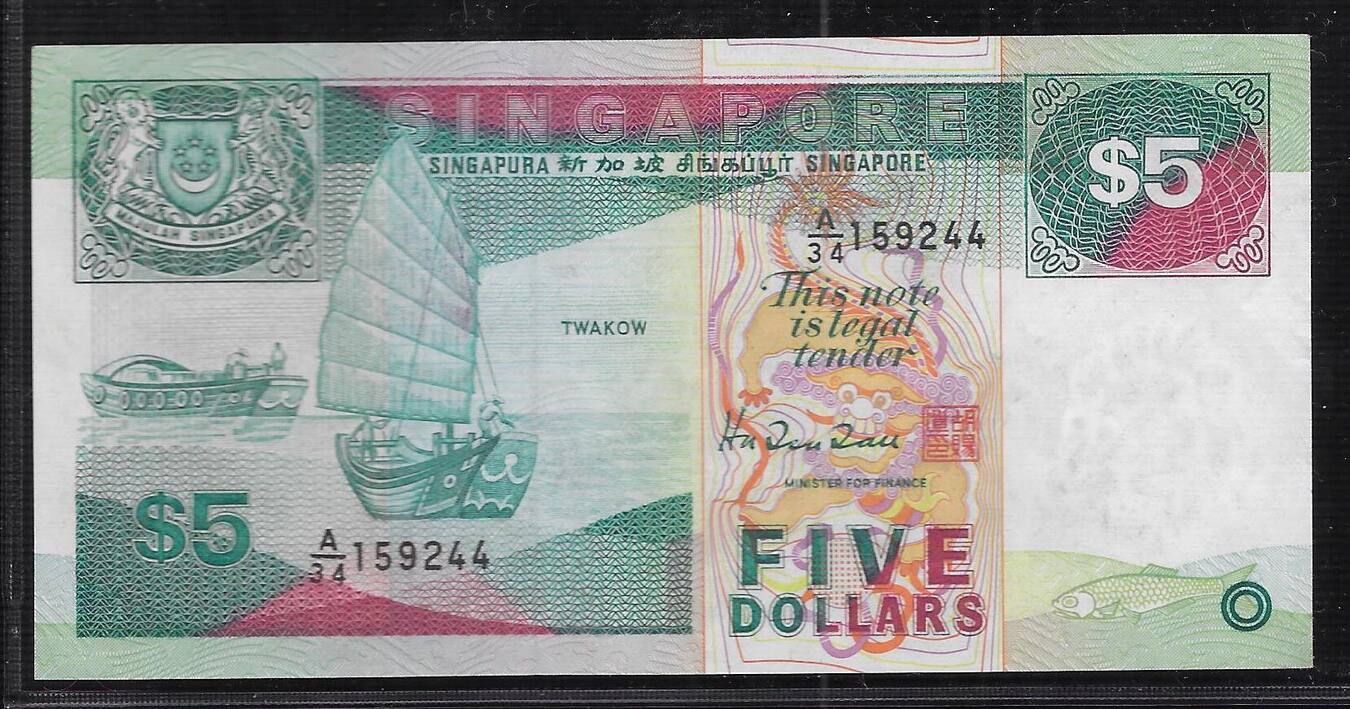 SINGAPORE
SINGAPURA 新加坡 சிங்கப்பூர் SINGAPORE
MAJULAH SINGAPURA
$5
A/34 159244
This note
is legal
tender
TWAKOW
MINISTER FOR FINANCE
$5
A/34 159244
FIVE
DOLLARS